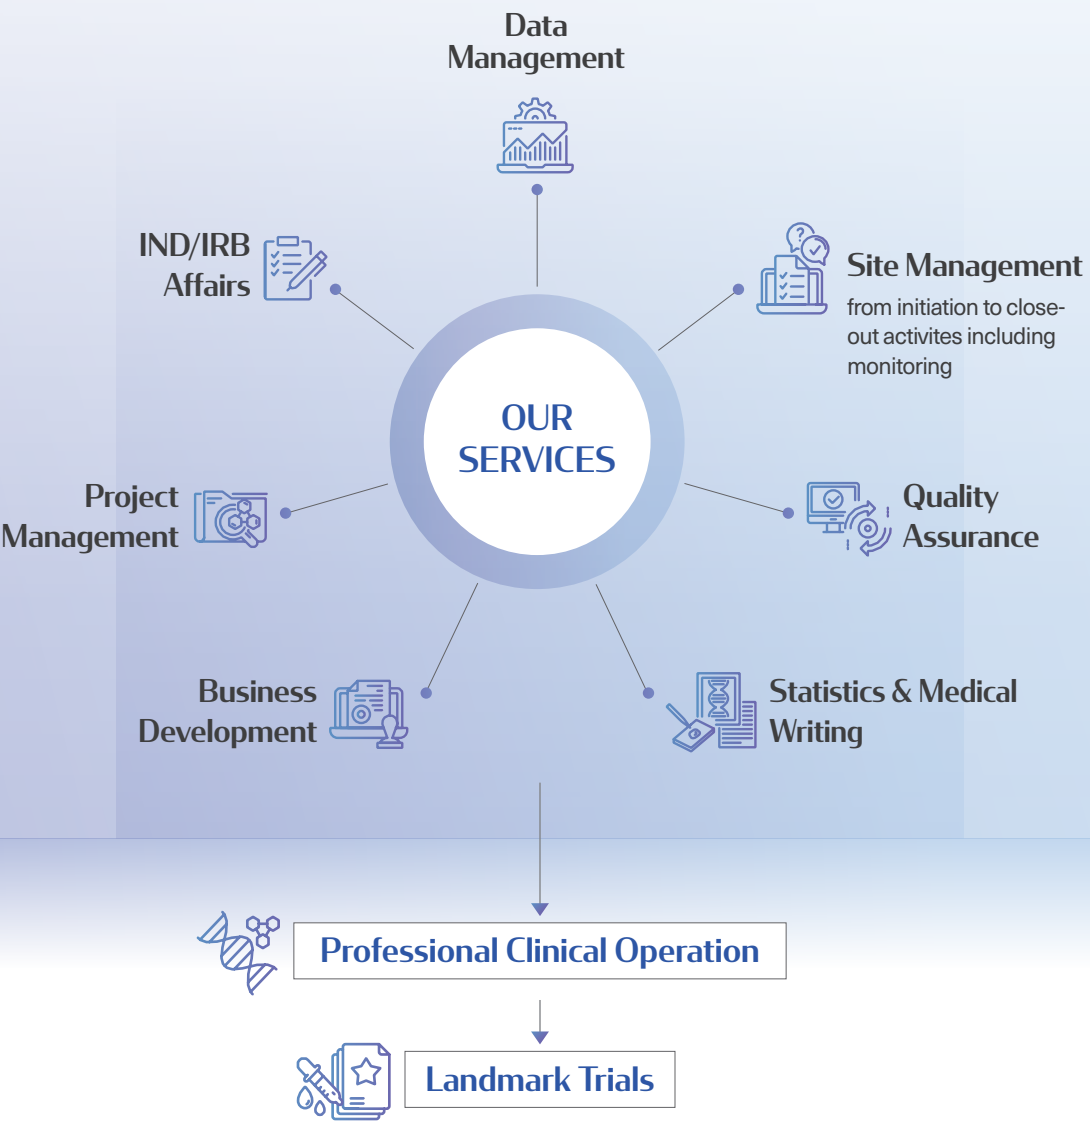 Data
Management
IND/IRB
Affairs
Site Management
from initiation to close-
out activites including
monitoring
OUR
SERVICES
Project
Management
Quality
Assurance
Business
Development
Statistics & Medical
Writing
Professional Clinical Operation
Landmark Trials